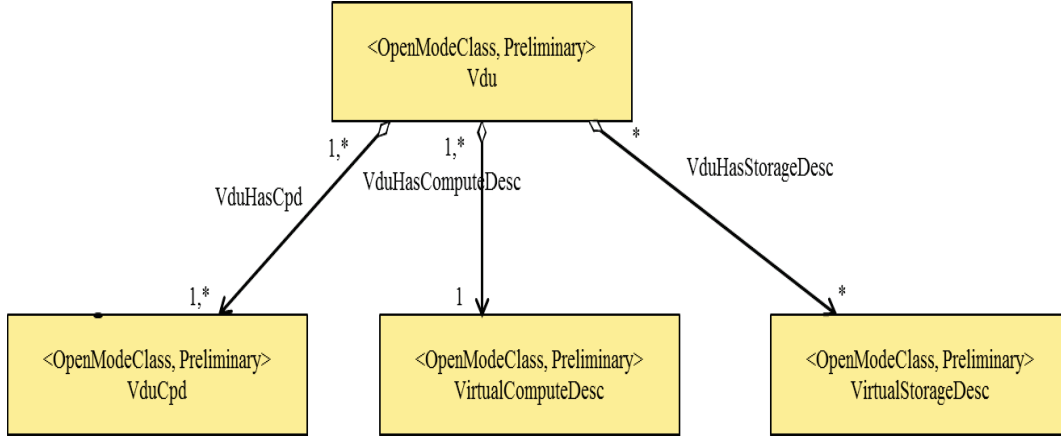 <OpenModeClass, Preliminary>
Vdu
1,*
1,*
*
VduHasCpd
VduHasComputeDesc
VduHasStorageDesc
1,*
1
*
<OpenModeClass, Preliminary>
VduCpd
<OpenModeClass, Preliminary>
VirtualComputeDesc
<OpenModeClass, Preliminary>
VirtualStorageDesc